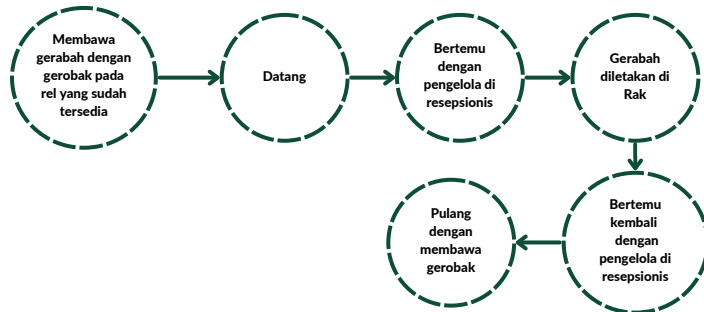 Membawa
gerabah dengan
gerobak pada
rel yang sudah
tersedia
Datang
Bertemu
dengan
pengelola di
resepsionis
Gerabah
diletakan di
Rak
Bertemu
kembali
dengan
pengelola di
resepsionis
Pulang
dengan
membawa
gerobak